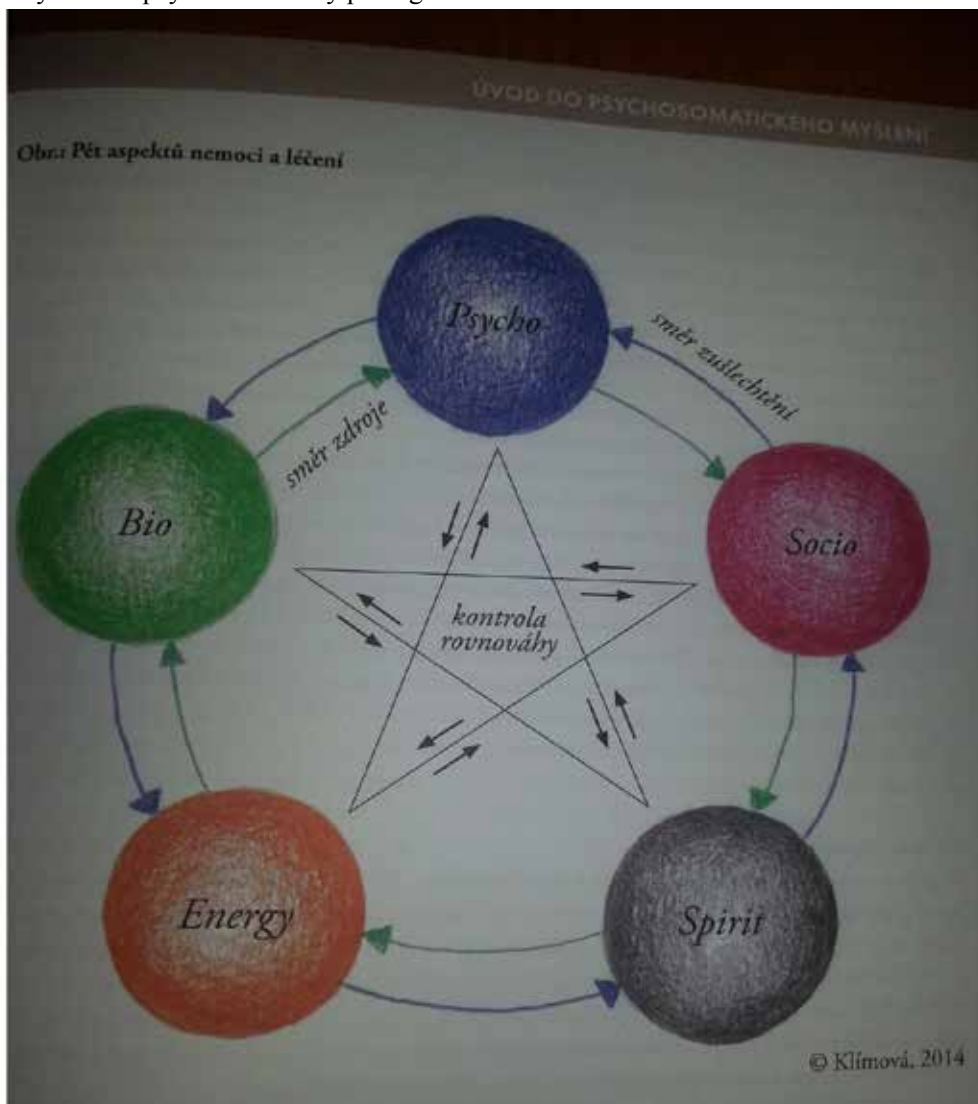 ÚVOD DO PSYCHOSOMATICKÉHO MYŠLENÍ
Obr.: Pět aspektů nemoci a léčení
Psycho
směr zušlechtění
směr zdroje
Bio
Socio
kontrola
rovnováhy
Energy
Spirit
© Klímová, 2014